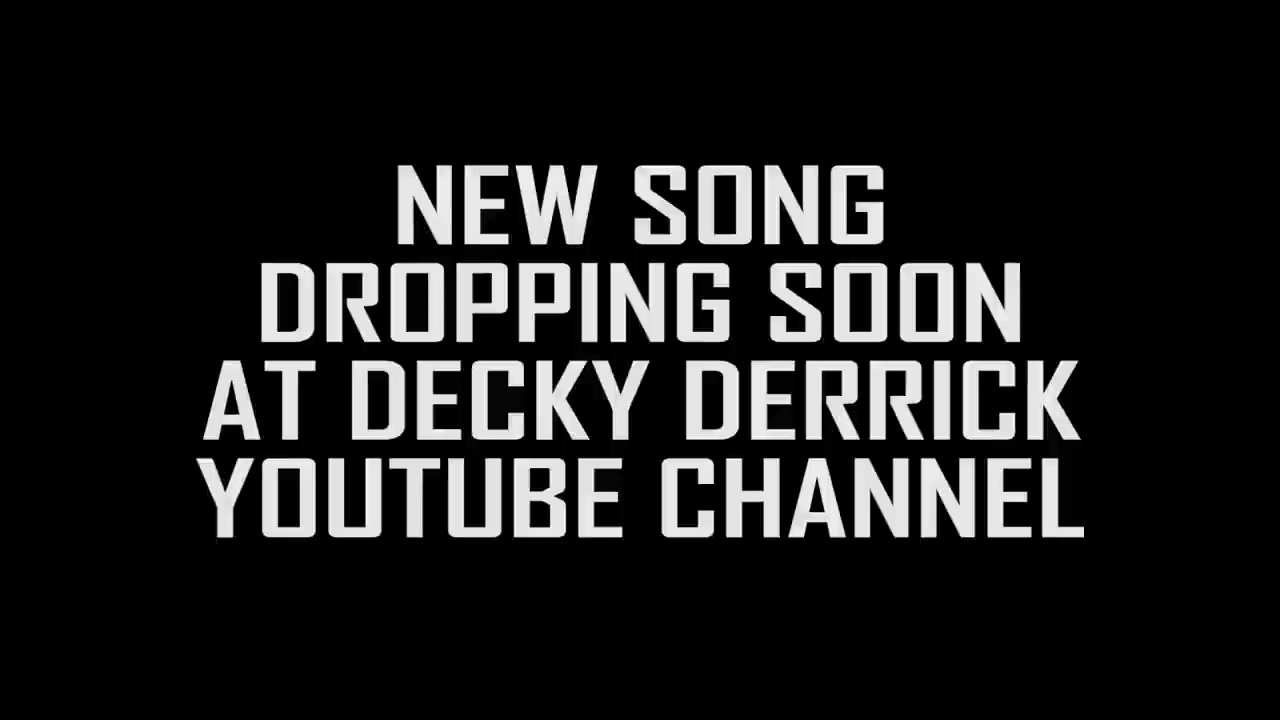 NEW SONG
DROPPING SOON
AT DECKY DERRICK
YOUTUBE CHANNEL